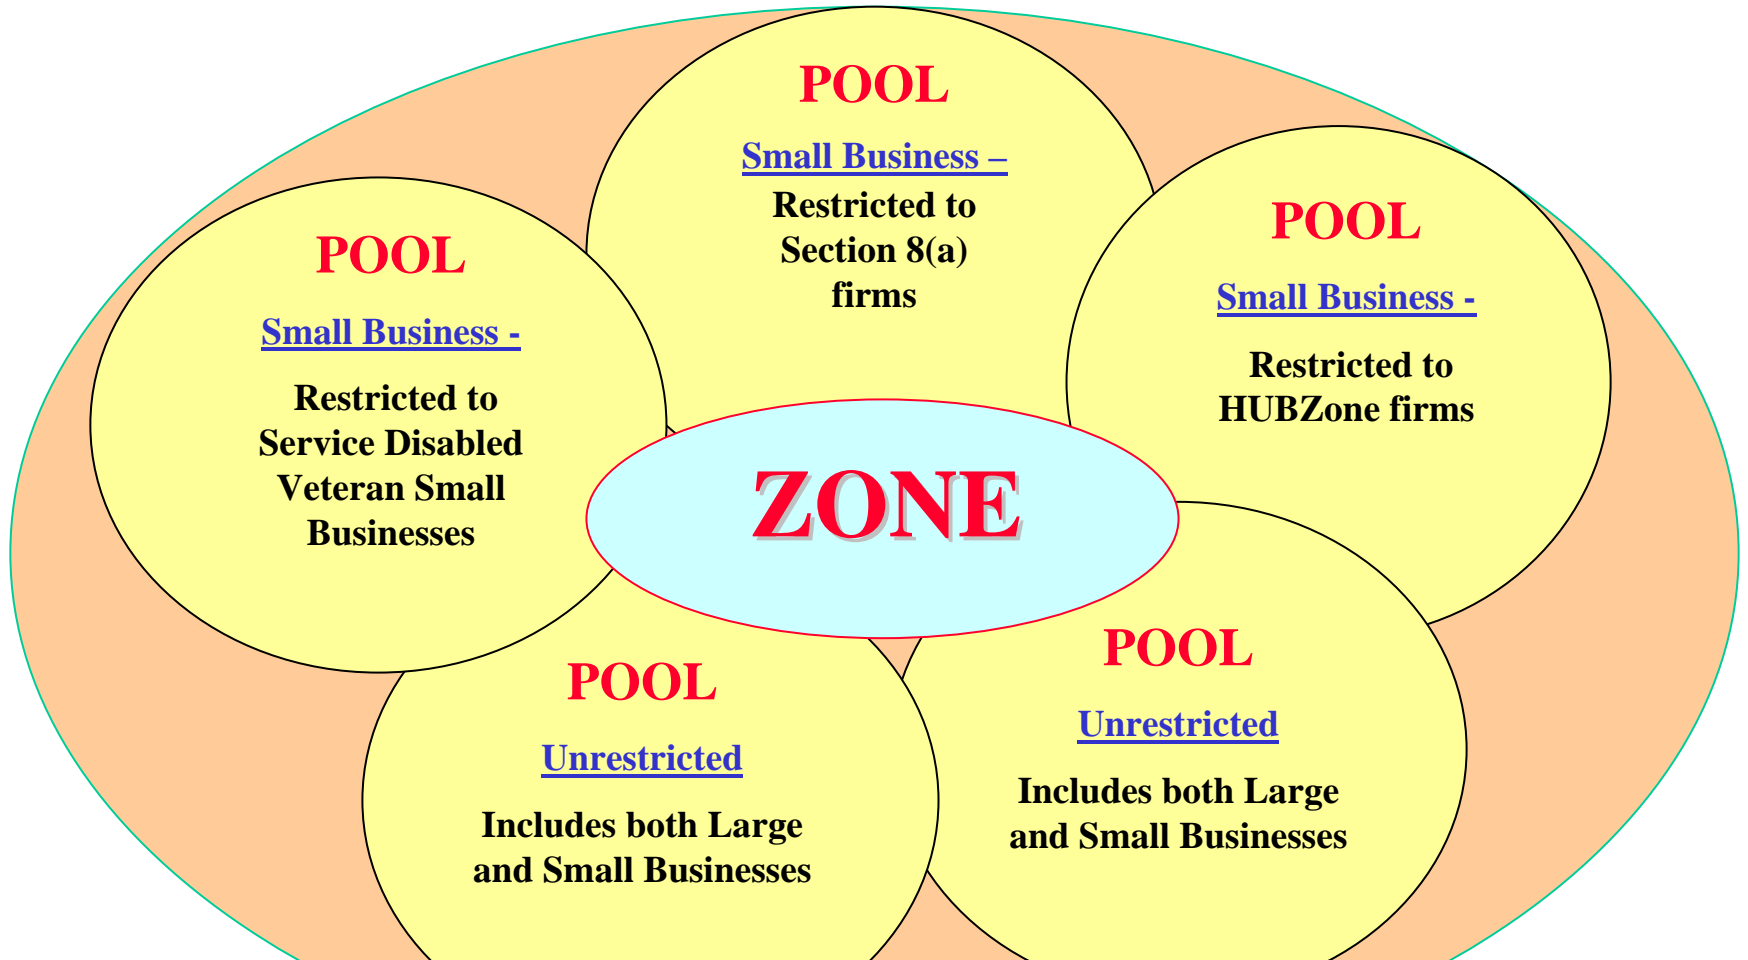 POOL
Small Business –
Restricted to
Section 8(a)
firms
POOL
Small Business -
Restricted to
HUBZone firms
POOL
Small Business -
Restricted to
Service Disabled
Veteran Small
Businesses
ZONE
POOL
Unrestricted
Includes both Large
and Small Businesses
POOL
Unrestricted
Includes both Large
and Small Businesses